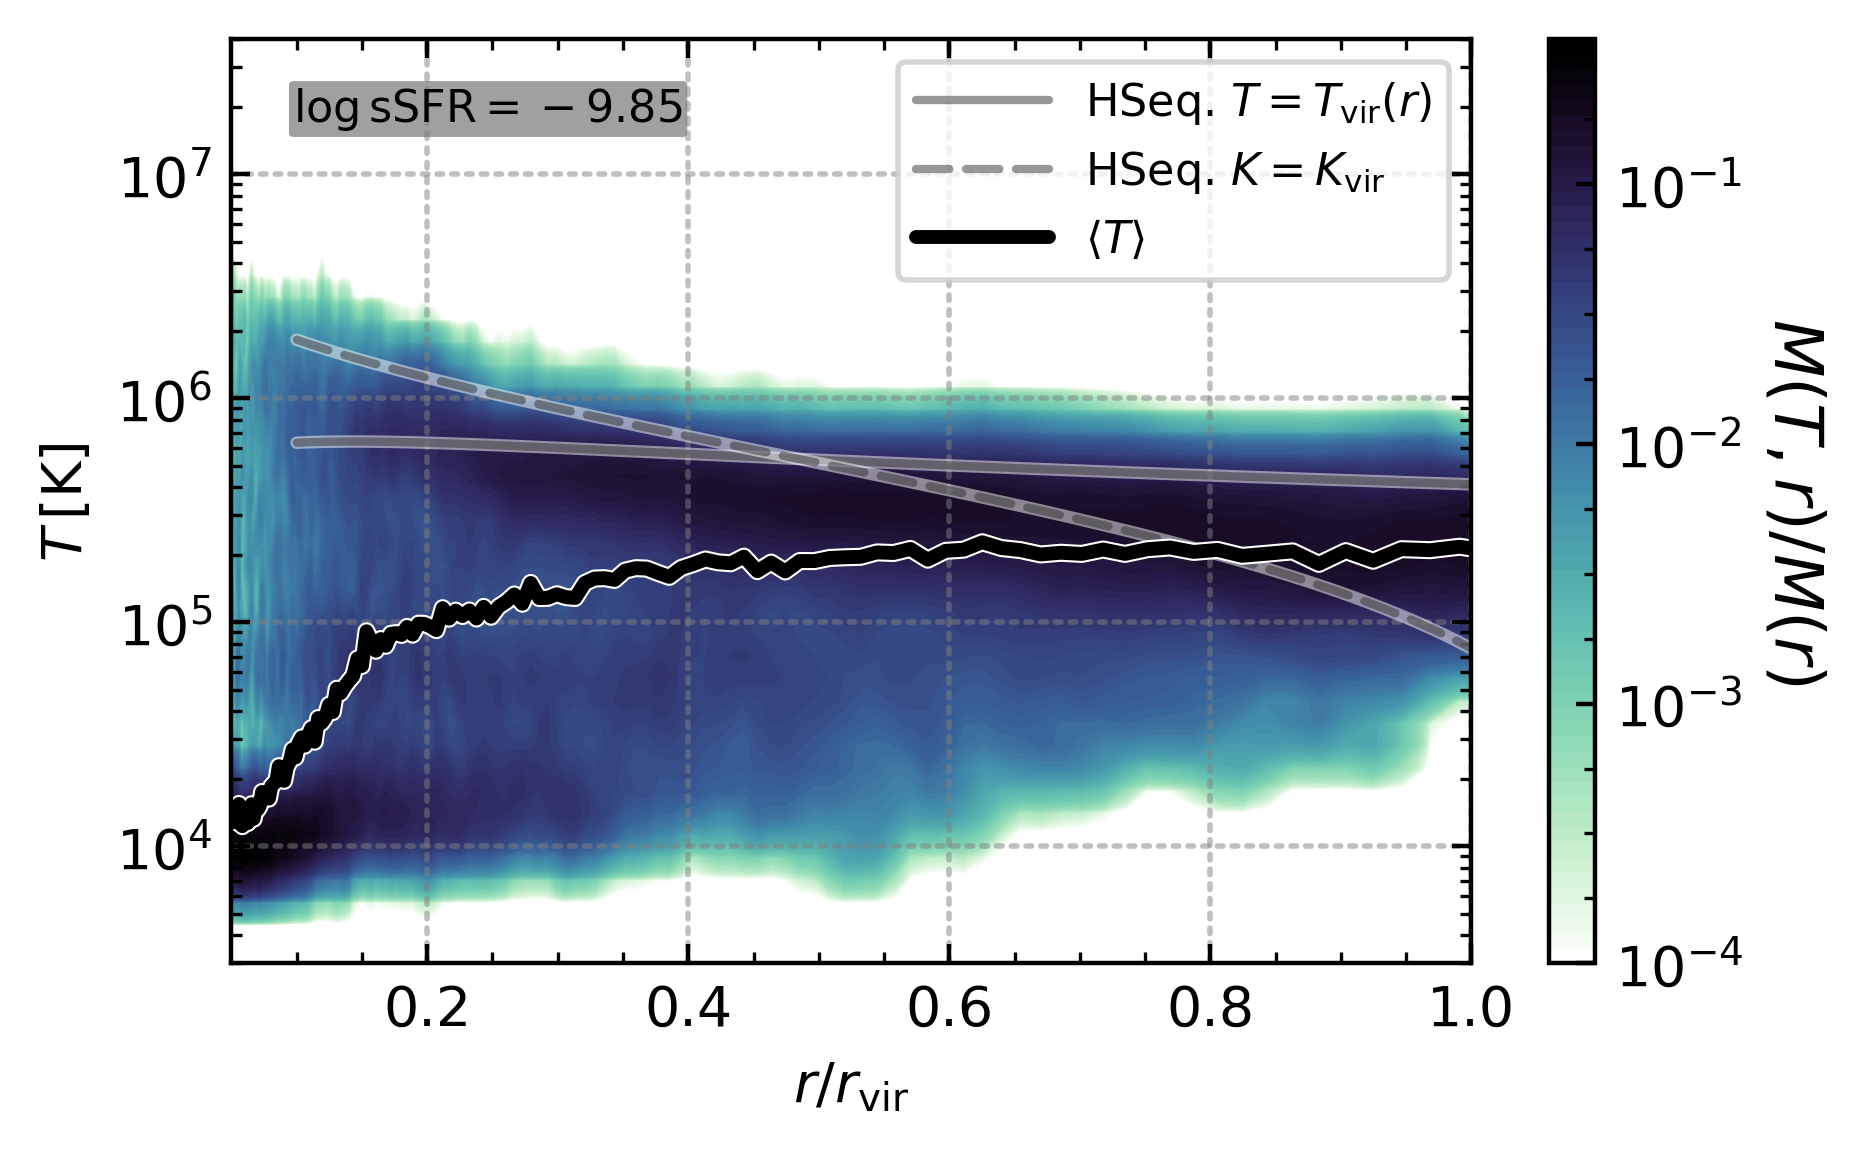 log sSFR = −9.85
HSeq. T = T_vir(r)
HSeq. K = K_vir
⟨T⟩
10^7
10^6
10^5
10^4
T [K]
0.2 0.4 0.6 0.8 1.0
r/r_vir
10^−1
10^−2
10^−3
10^−4
M(T, r)/M(r)